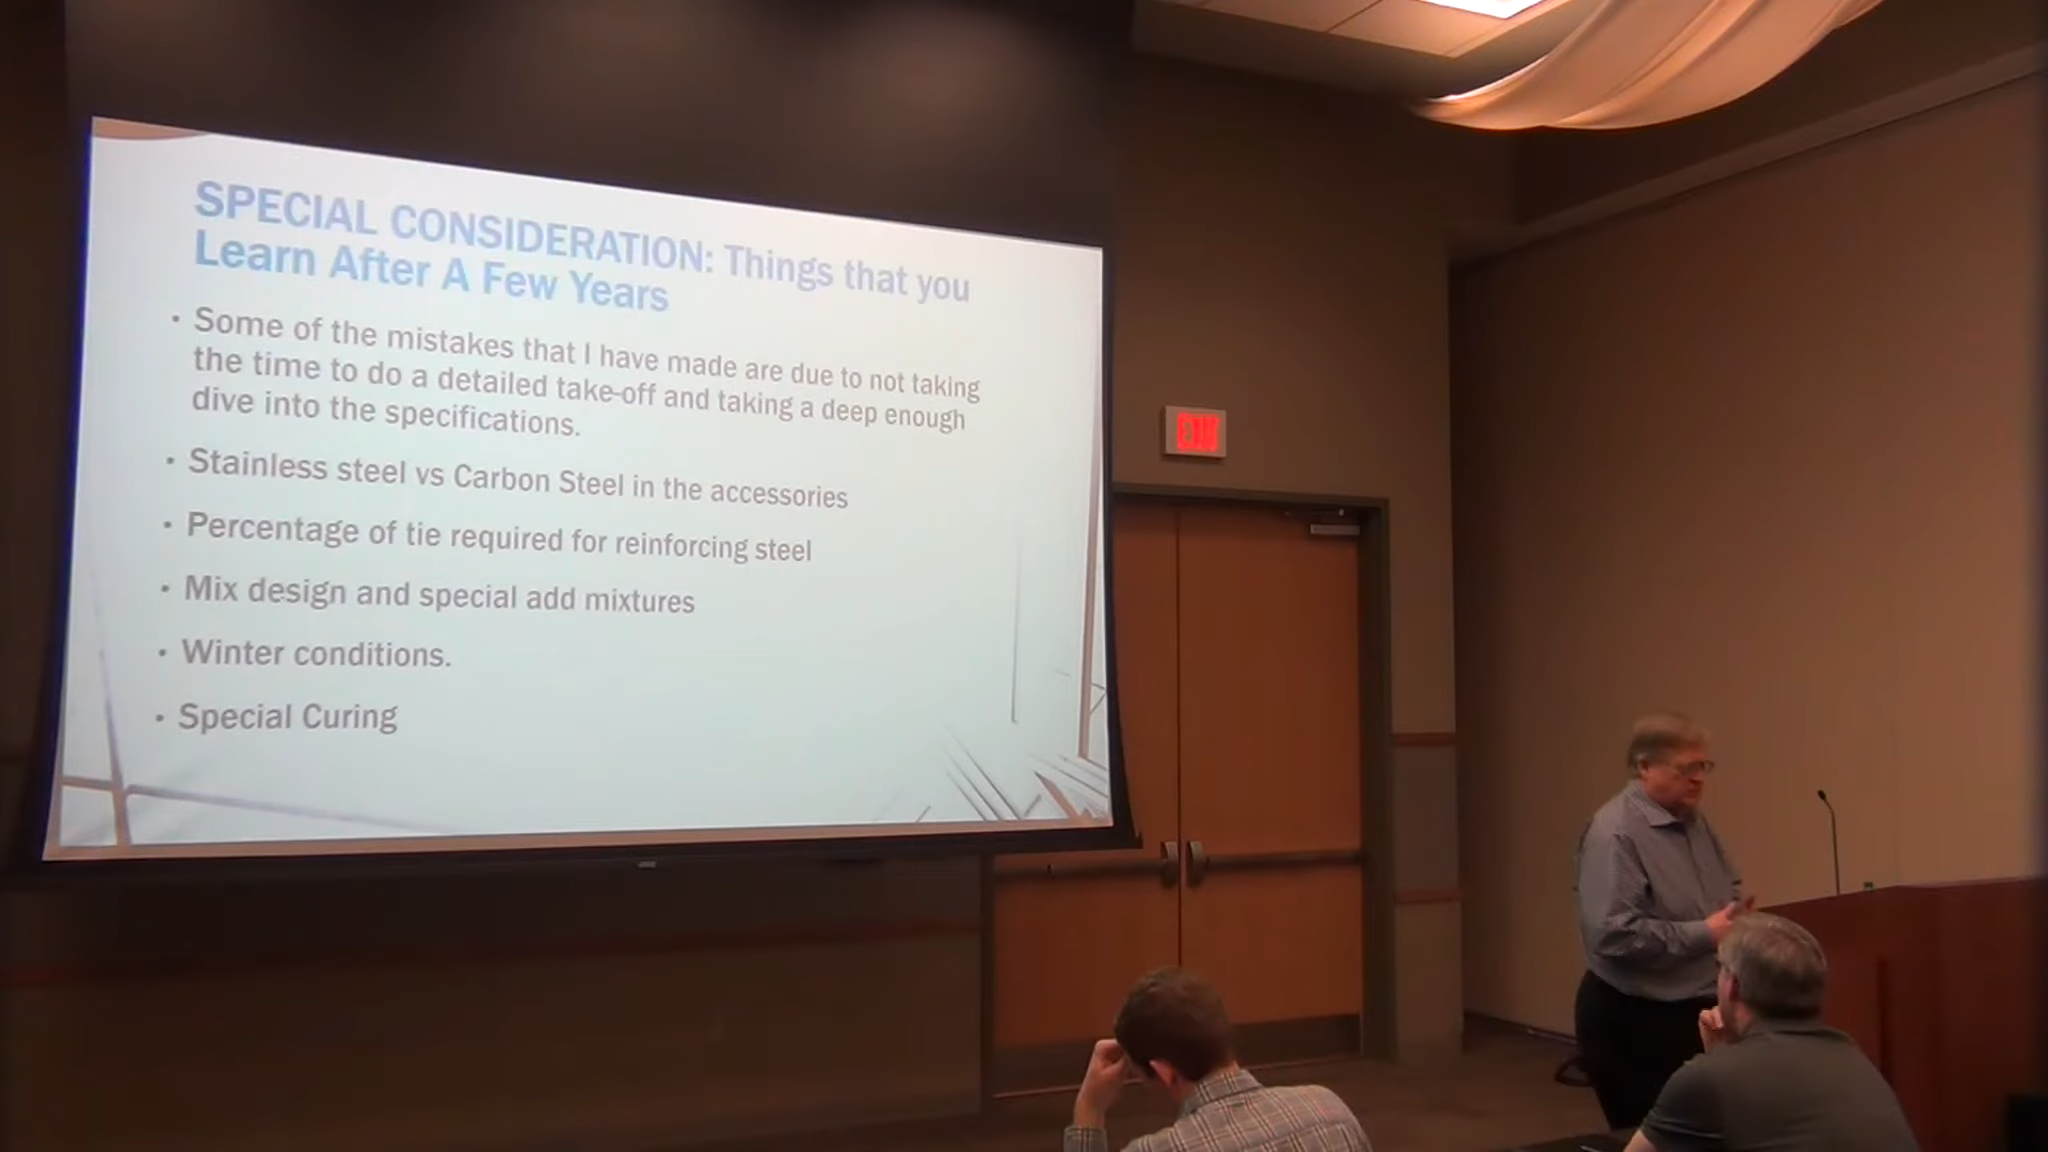 SPECIAL CONSIDERATION: Things that you
Learn After A Few Years
• Some of the mistakes that I have made are due to not taking
the time to do a detailed take-off and taking a deep enough
dive into the specifications.
• Stainless steel vs Carbon Steel in the accessories
• Percentage of tie required for reinforcing steel
• Mix design and special add mixtures
• Winter conditions.
• Special Curing